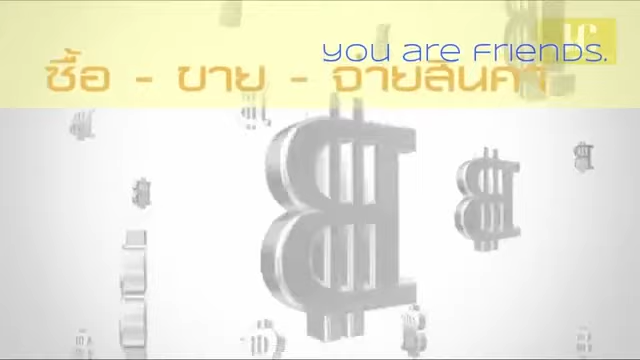 you are friends.
ซื้อ - ขาย - จ่ายสินค้า